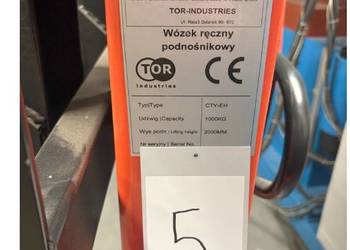 TOR-INDUSTRIES
Wózek ręczny
podnośnikowy
TOR
industries
CE
Typ|Type CTY-EH
Udźwig |Capacity 1000KG
Wys.podn | Lifting height 2000MM
Nr seryjny | Serial No.
5